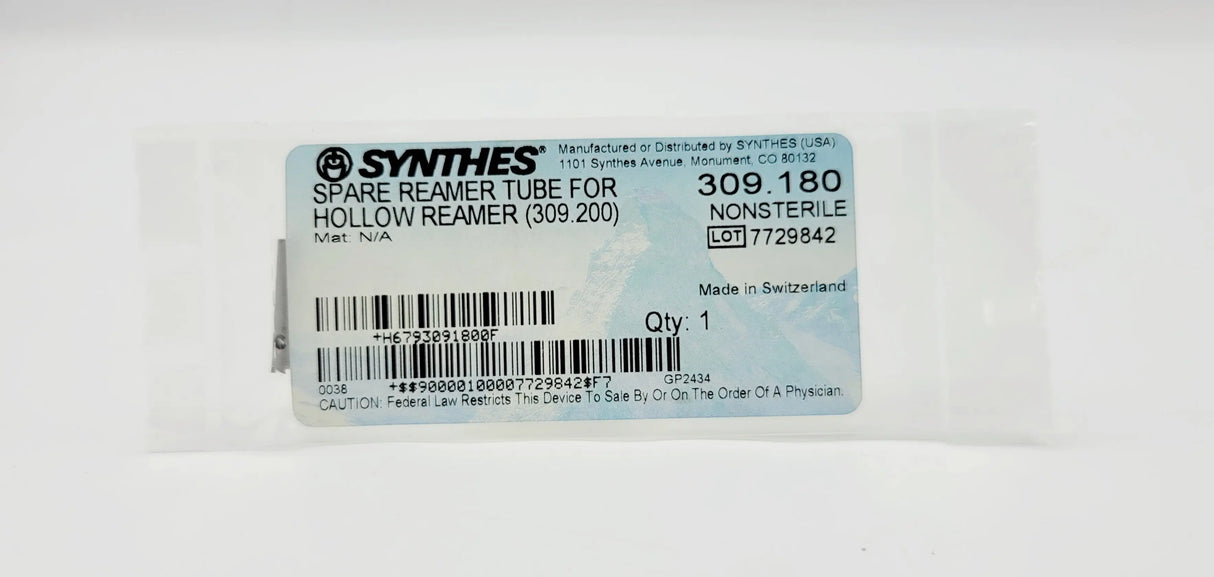 SYNTHES®
Manufactured or Distributed by SYNTHES (USA)
1101 Synthes Avenue, Monument, CO 80132
SPARE REAMER TUBE FOR
HOLLOW REAMER (309.200)
Mat: N/A
309.180
NONSTERILE
LOT 7729842
Made in Switzerland
Qty: 1
+H6793091800F
0038 +$$90000100007729842$F7 GP2434
CAUTION: Federal Law Restricts This Device To Sale By Or On The Order Of A Physician.